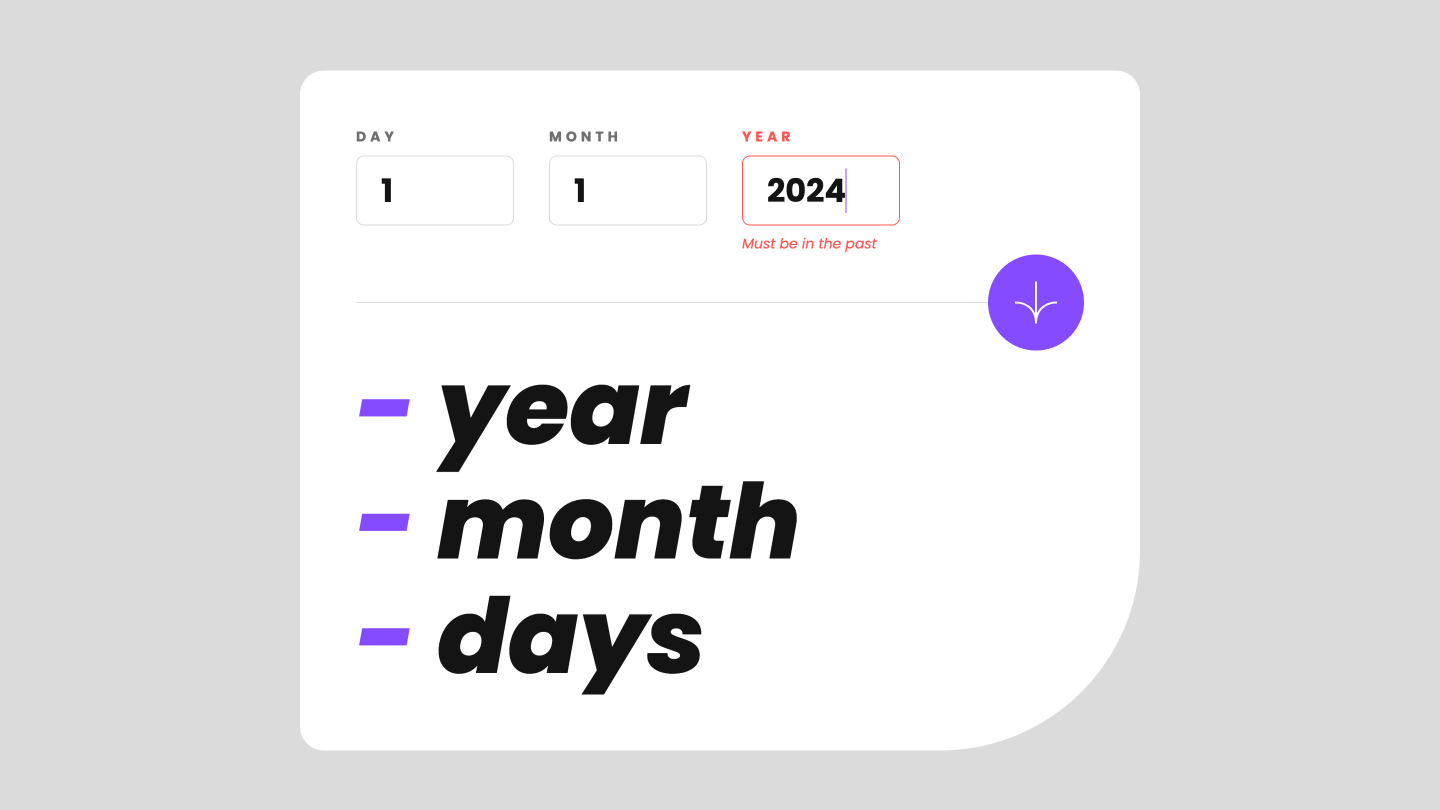 DAY MONTH YEAR
1 1 2024
Must be in the past
- year
- month
- days